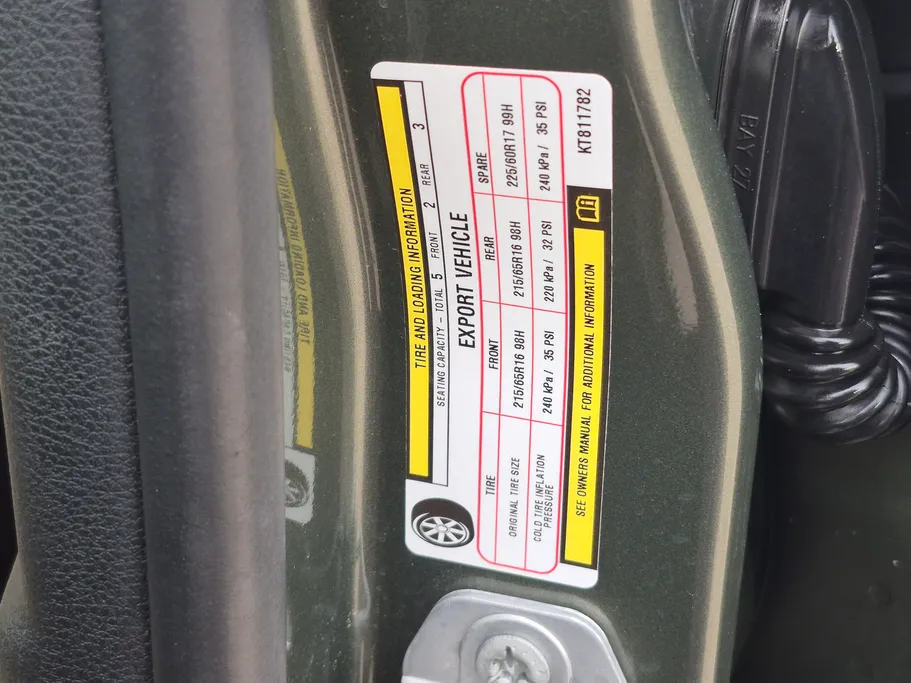 TIRE AND LOADING INFORMATION
SEATING CAPACITY - TOTAL 5 FRONT 2 REAR 3
EXPORT VEHICLE
TIRE FRONT REAR SPARE
ORIGINAL TIRE SIZE 215/65R16 98H 215/65R16 98H 225/60R17 99H
COLD TIRE INFLATION PRESSURE 240 kPa / 35 PSI 220 kPa / 32 PSI 240 kPa / 35 PSI
SEE OWNERS MANUAL FOR ADDITIONAL INFORMATION
KT811782
BAY 27